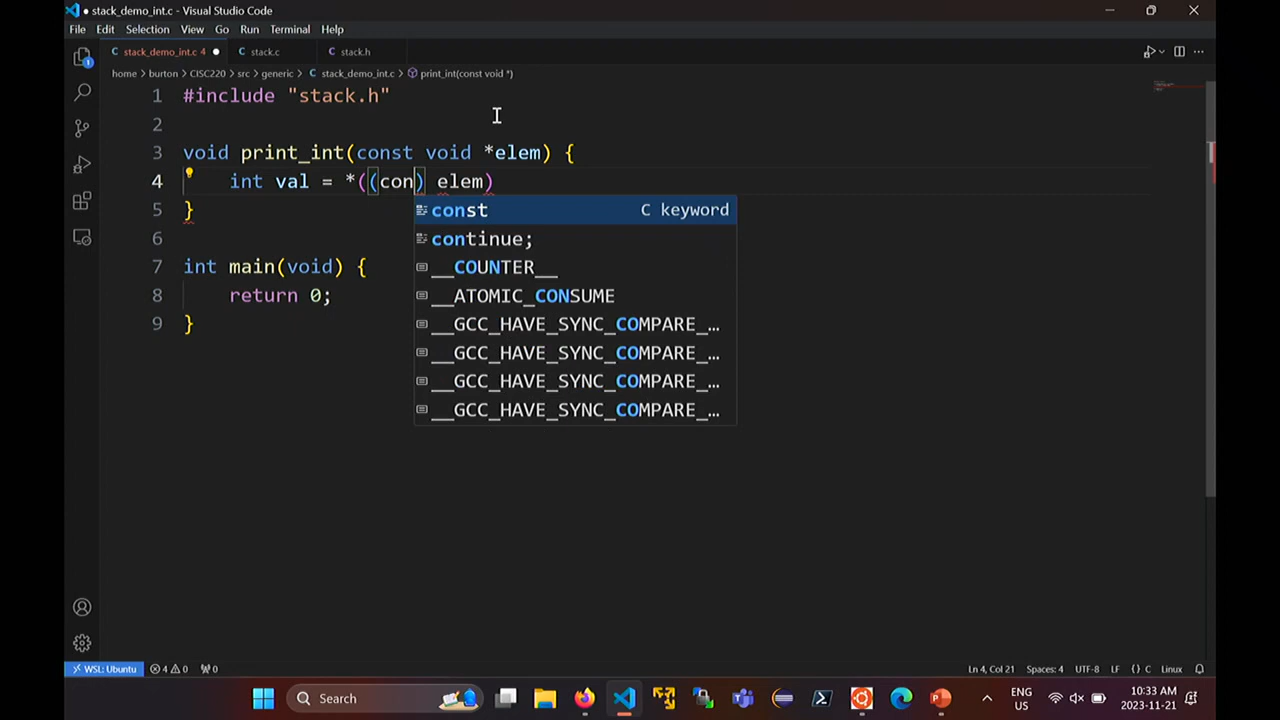 stack_demo_int.c - Visual Studio Code
File Edit Selection View Go Run Terminal Help
stack_demo_int.c 4 stack.c stack.h
home > burton > CISC220 > src > generic > stack_demo_int.c > print_int(const void *)
1 #include "stack.h"
2
3 void print_int(const void *elem) {
4 int val = *((con) elem)
const C keyword
5 }
continue;
6
__COUNTER__
7 int main(void) {
__ATOMIC_CONSUME
8 return 0;
__GCC_HAVE_SYNC_COMPARE_…
9 }
__GCC_HAVE_SYNC_COMPARE_…
__GCC_HAVE_SYNC_COMPARE_…
__GCC_HAVE_SYNC_COMPARE_…
1
WSL: Ubuntu 4 0 0 Ln 4, Col 21 Spaces: 4 UTF-8 LF {} C Linux
Search ENG US 10:33 AM 2023-11-21